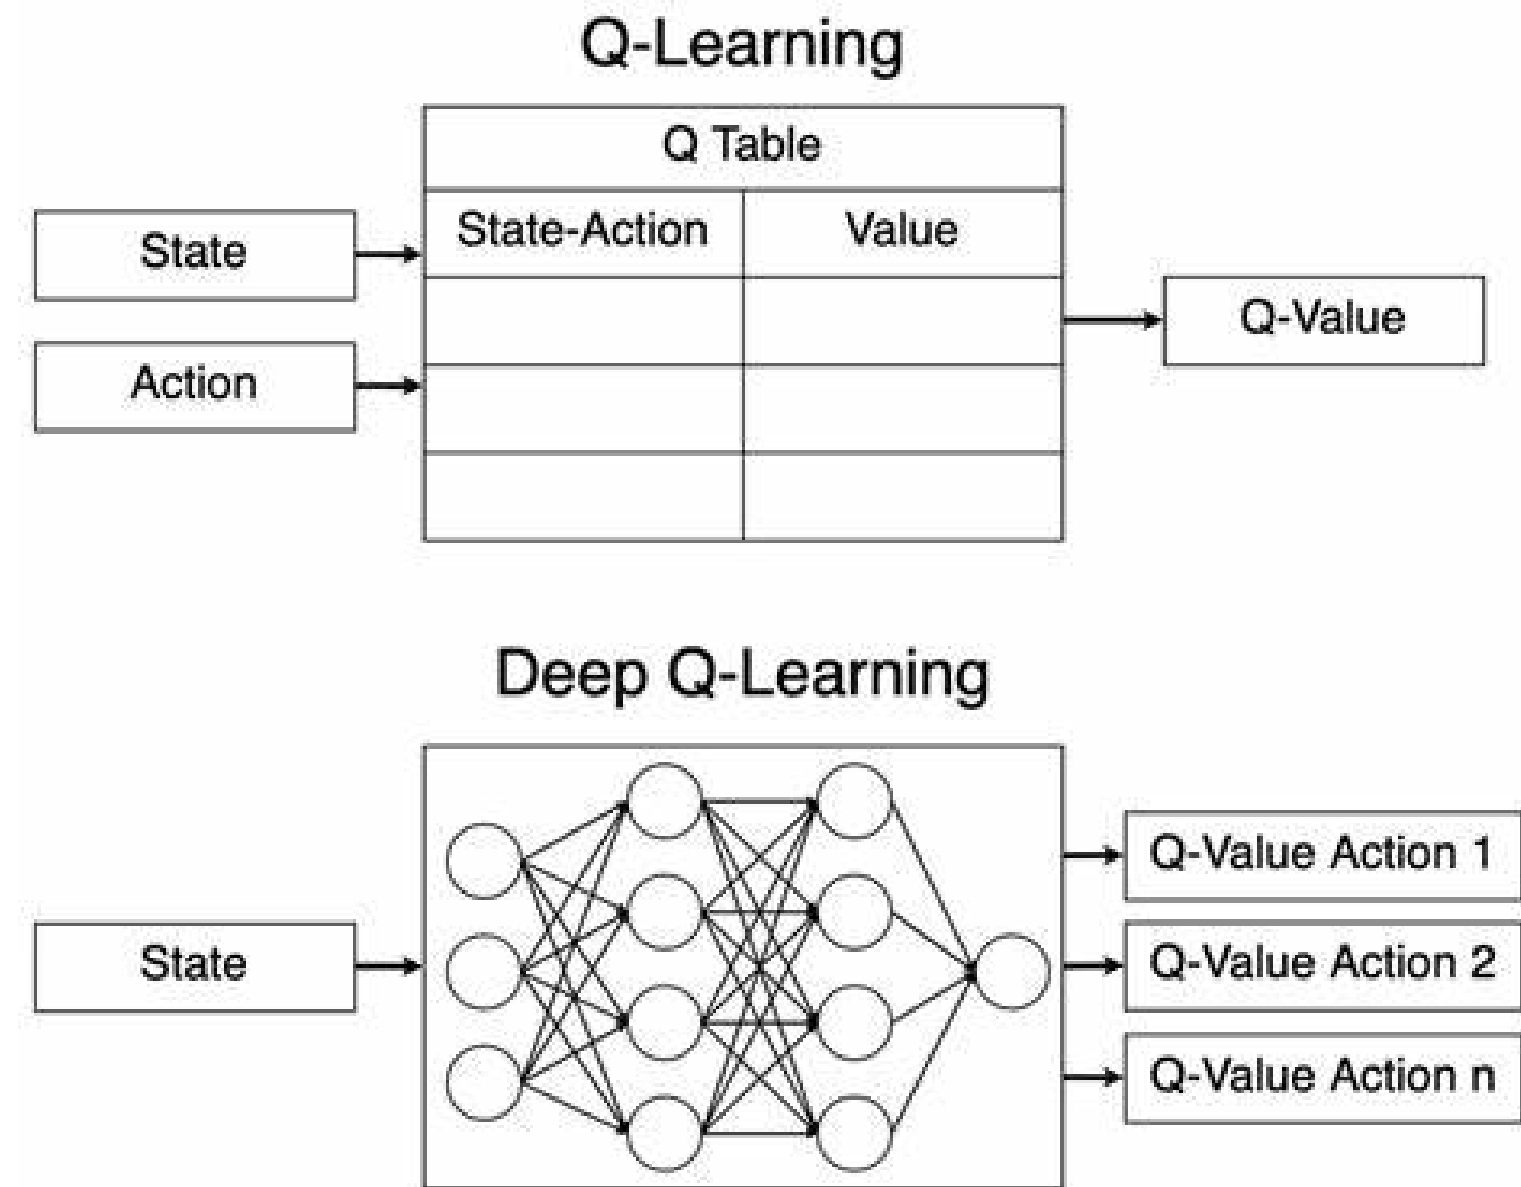 Q-Learning
Q Table
State-Action
Value
State
Action
Q-Value
Deep Q-Learning
State
Q-Value Action 1
Q-Value Action 2
Q-Value Action n